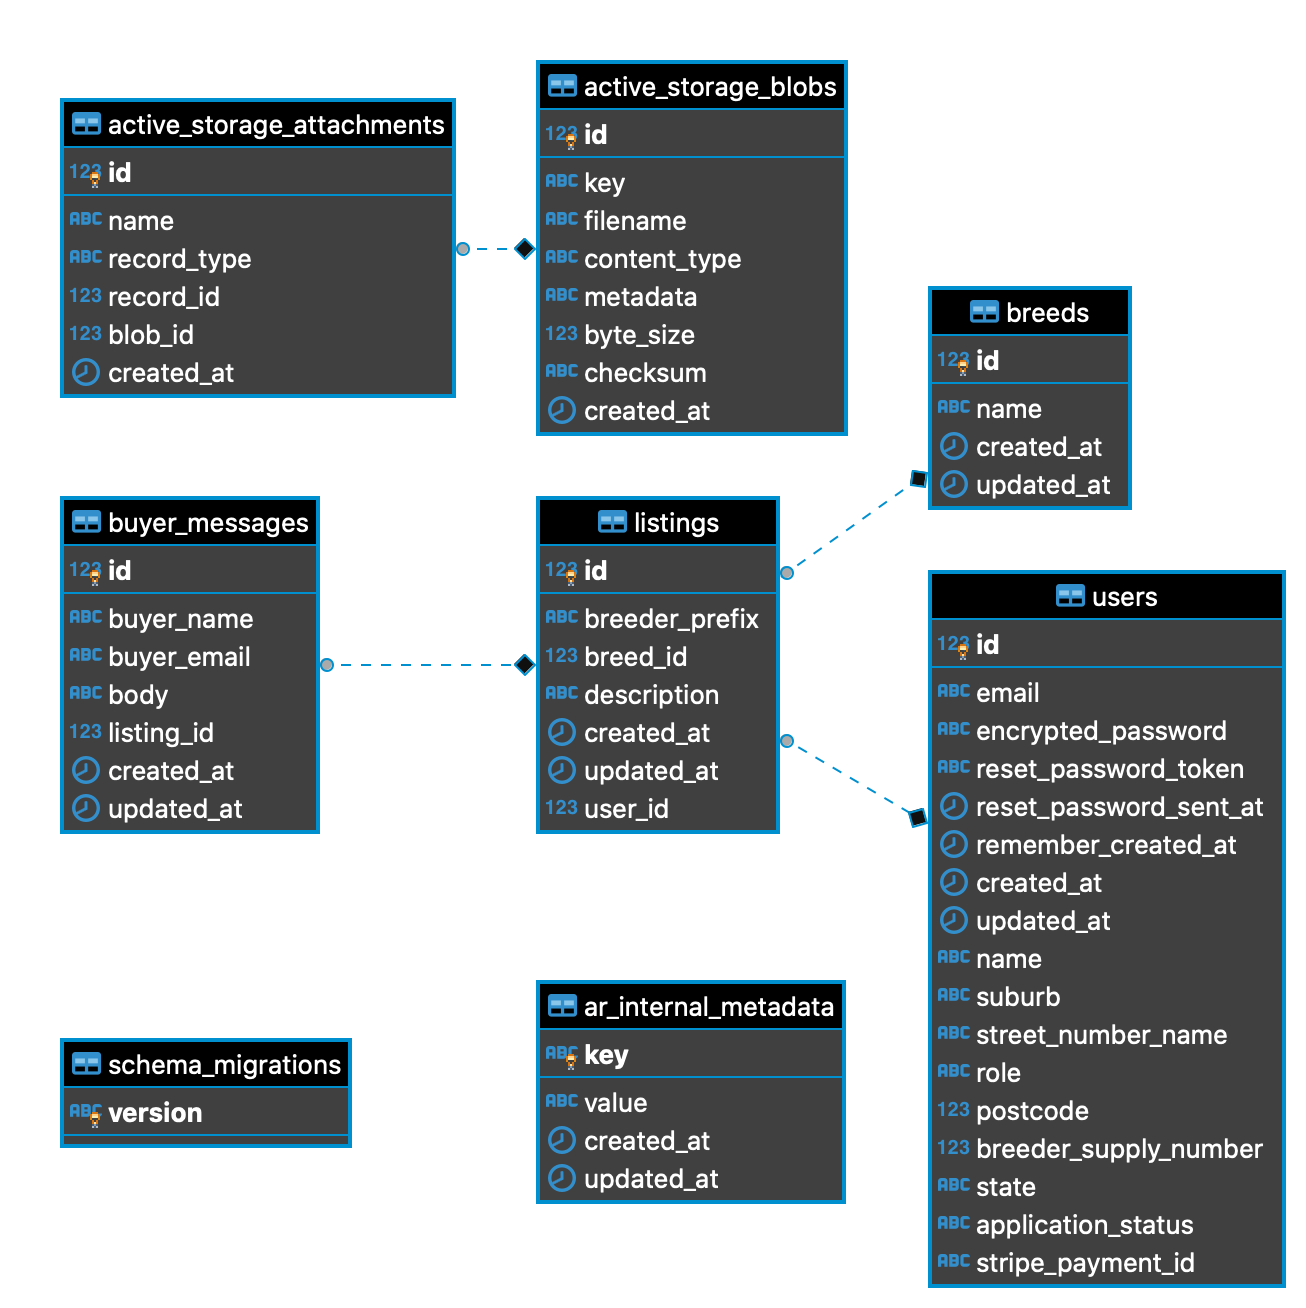 active_storage_attachments
123 id
ABC name
ABC record_type
123 record_id
123 blob_id
created_at
active_storage_blobs
123 id
ABC key
ABC filename
ABC content_type
ABC metadata
123 byte_size
ABC checksum
created_at
breeds
123 id
ABC name
created_at
updated_at
buyer_messages
123 id
ABC buyer_name
ABC buyer_email
ABC body
123 listing_id
created_at
updated_at
listings
123 id
ABC breeder_prefix
123 breed_id
ABC description
created_at
updated_at
123 user_id
users
123 id
ABC email
ABC encrypted_password
ABC reset_password_token
reset_password_sent_at
remember_created_at
created_at
updated_at
ABC name
ABC suburb
ABC street_number_name
ABC role
123 postcode
123 breeder_supply_number
ABC state
ABC application_status
ABC stripe_payment_id
schema_migrations
ABC version
ar_internal_metadata
ABC key
ABC value
created_at
updated_at